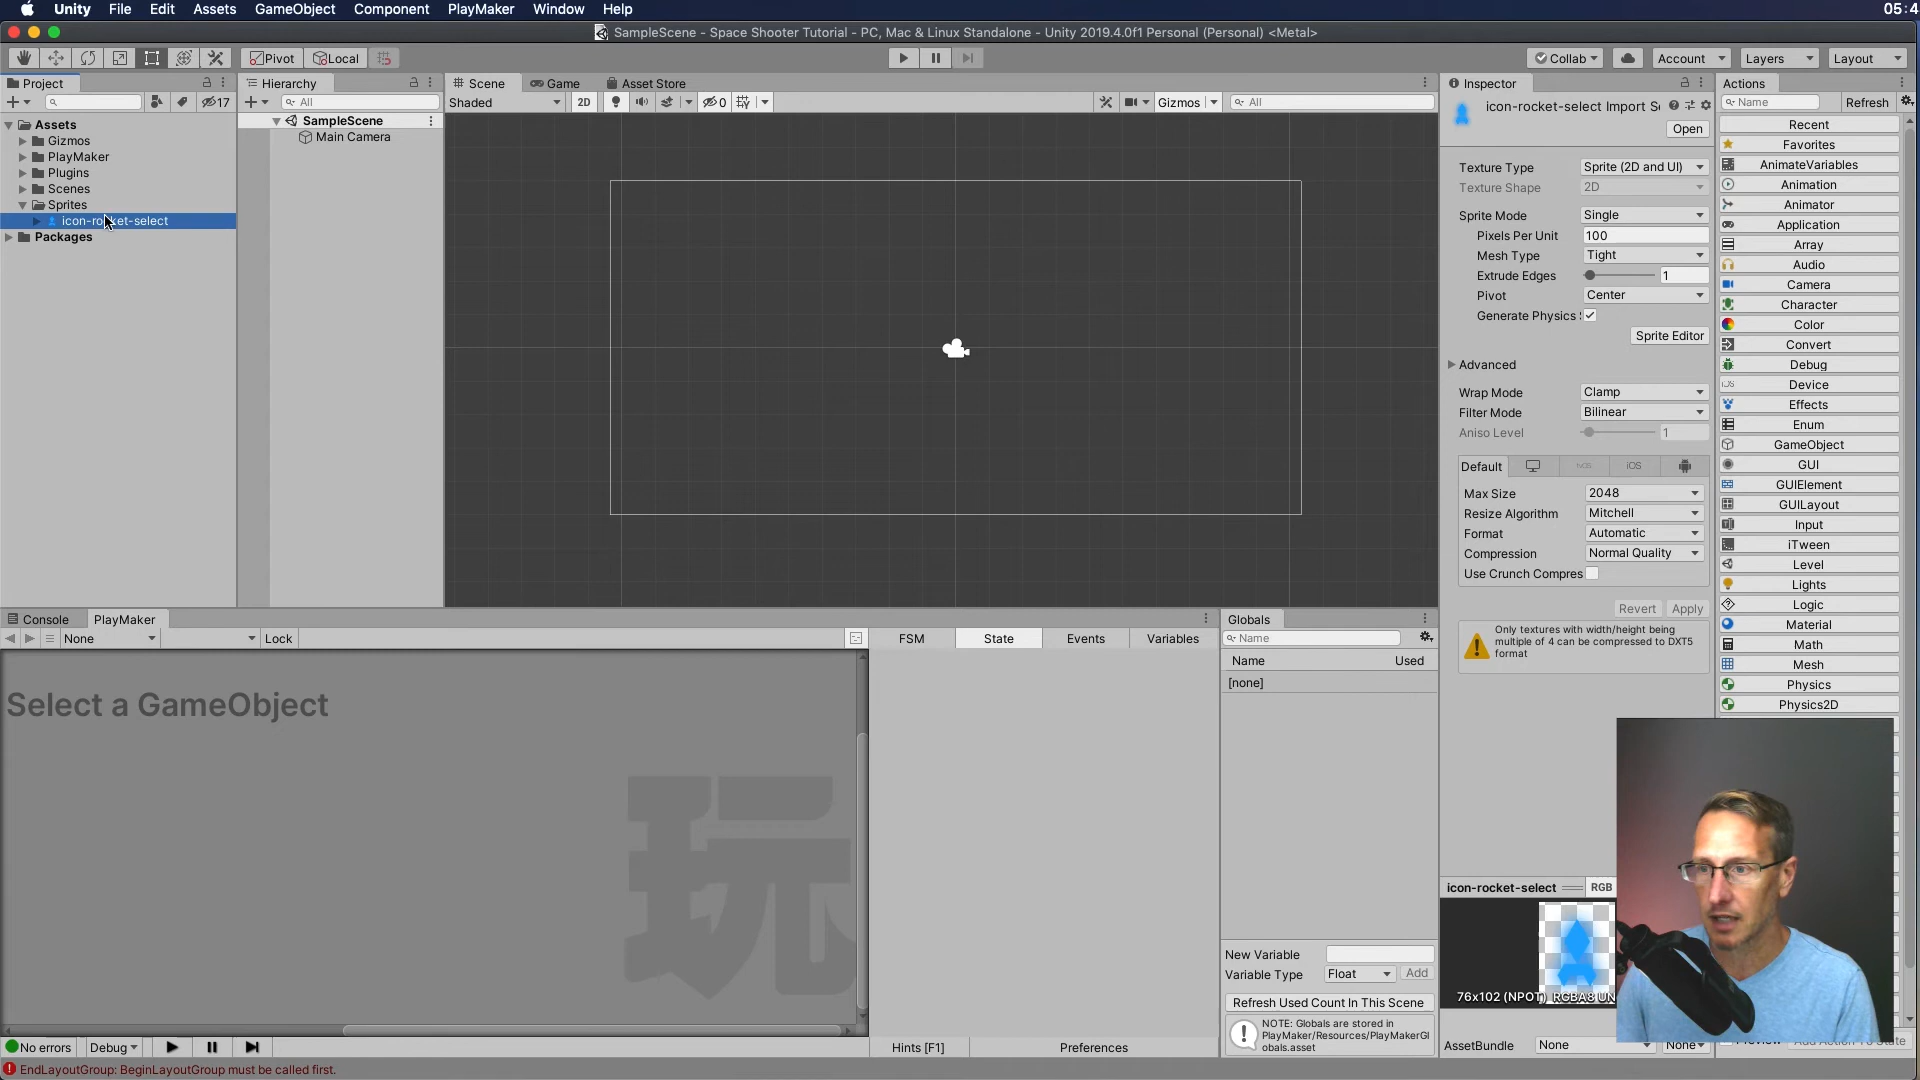 Unity File Edit Assets GameObject Component PlayMaker Window Help 05:4
SampleScene - Space Shooter Tutorial - PC, Mac & Linux Standalone - Unity 2019.4.0f1 Personal (Personal) <Metal>
Pivot Local Collab Account Layers Layout
Project Hierarchy Scene Game Asset Store Inspector Actions
17 All Shaded 2D 0 Gizmos All
icon-rocket-select Import S
Open
Name Refresh
Assets
Gizmos
PlayMaker
Plugins
Scenes
Sprites
icon-rocket-select
Packages
SampleScene
Main Camera
Texture Type Sprite (2D and UI)
Texture Shape 2D
Sprite Mode Single
Pixels Per Unit 100
Mesh Type Tight
Extrude Edges 1
Pivot Center
Generate Physics
Sprite Editor
Advanced
Wrap Mode Clamp
Filter Mode Bilinear
Aniso Level 1
Default iOS
Max Size 2048
Resize Algorithm Mitchell
Format Automatic
Compression Normal Quality
Use Crunch Compres
Revert Apply
Only textures with width/height being
multiple of 4 can be compressed to DXT5
format
Recent
Favorites
AnimateVariables
Animation
Animator
Application
Array
Audio
Camera
Character
Color
Convert
Debug
Device
Effects
Enum
GameObject
GUI
GUIElement
GUILayout
Input
iTween
Level
Lights
Logic
Material
Math
Mesh
Physics
Physics2D
Console PlayMaker
None Lock
FSM State Events Variables
Select a GameObject
玩
Globals
Name
Name Used
[none]
New Variable
Variable Type Float Add
Refresh Used Count In This Scene
NOTE: Globals are stored in
PlayMaker/Resources/PlayMakerGl
obals.asset
icon-rocket-select RGB
76x102 (NPOT) RGBA8 UN
AssetBundle None None
No errors Debug
Hints [F1] Preferences
EndLayoutGroup: BeginLayoutGroup must be called first.